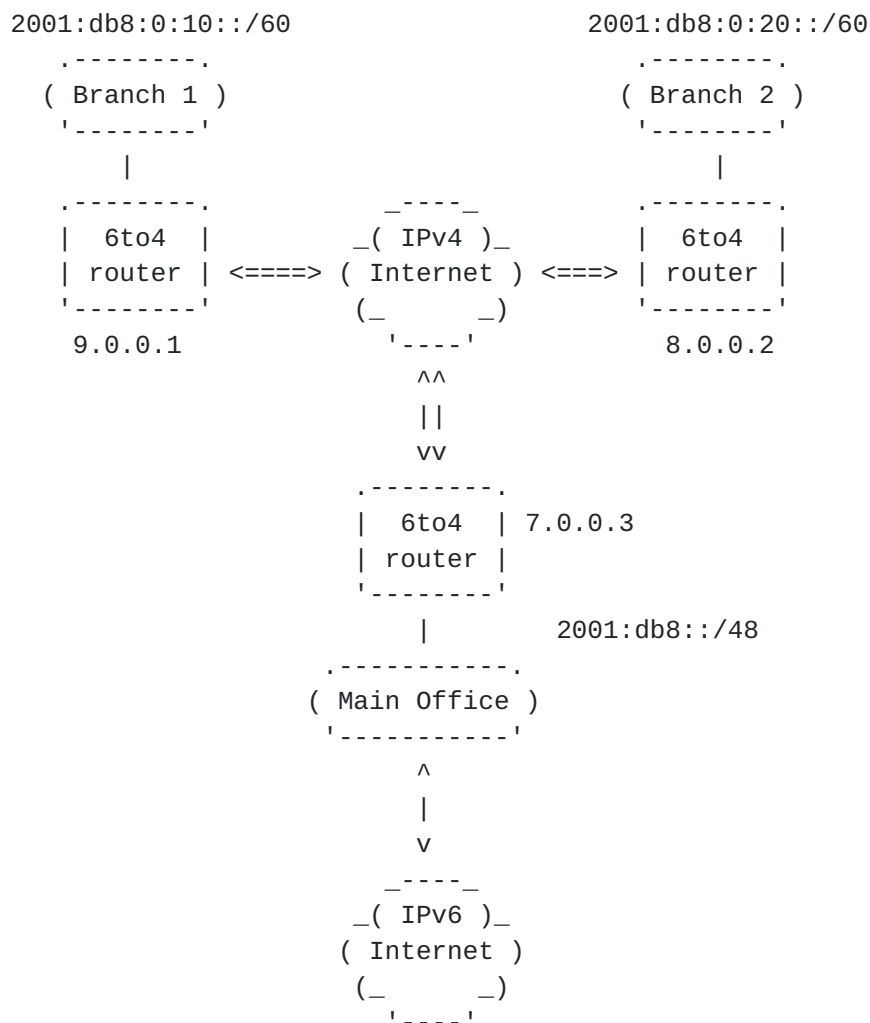 2001:db8:0:10::/60 2001:db8:0:20::/60
( Branch 1 ) ( Branch 2 )
| 6to4 | _( IPv4 )_ | 6to4 |
| router | <====> ( Internet ) <===> | router |
9.0.0.1 8.0.0.2
^^
||
vv
| 6to4 | 7.0.0.3
| router |
| 2001:db8::/48
( Main Office )
^
|
v
_( IPv6 )_
( Internet )